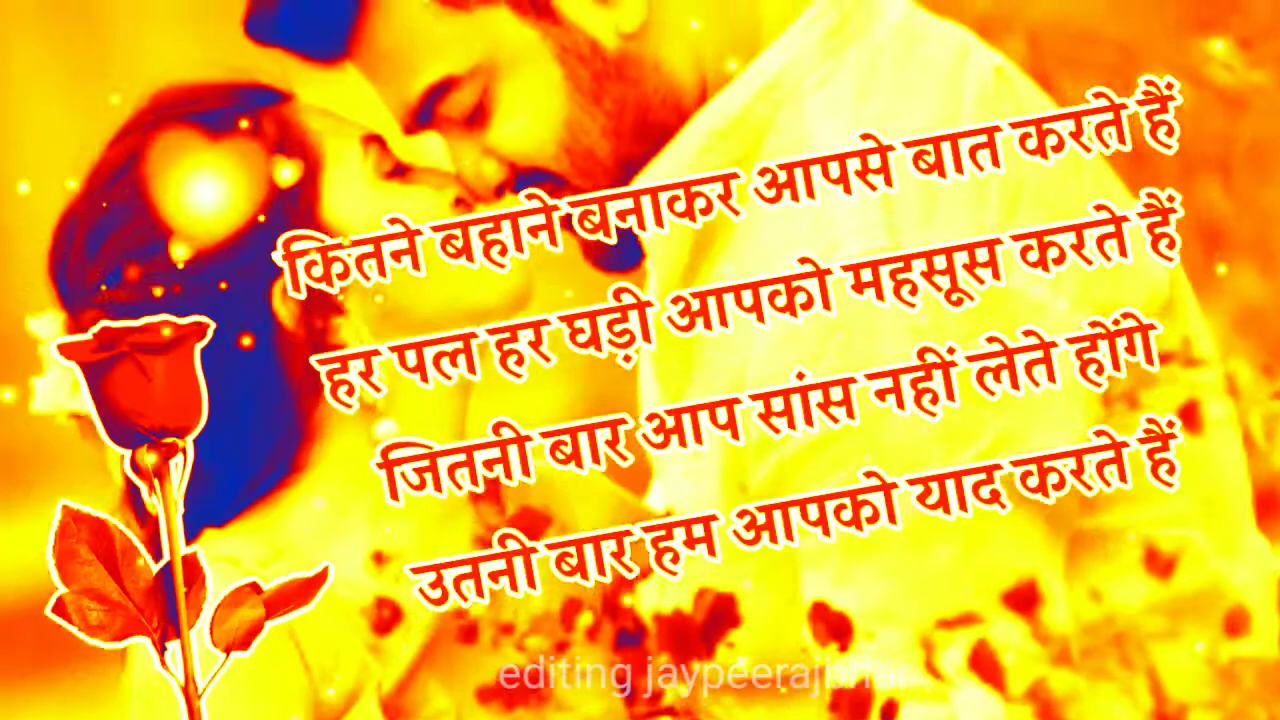 कितने बहाने बनाकर आपसे बात करते हैं
हर पल हर घड़ी आपको महसूस करते हैं
जितनी बार आप सांस नहीं लेते होंगे
उतनी बार हम आपको याद करते हैं
editing